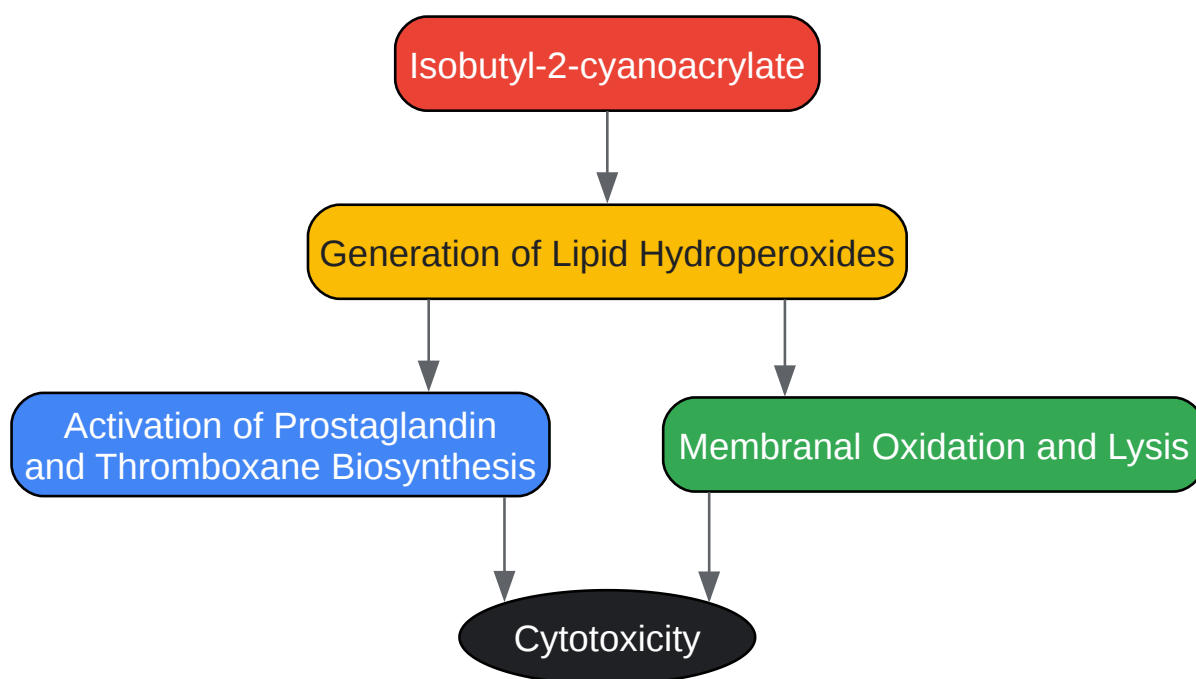 Isobutyl-2-cyanoacrylate
Generation of Lipid Hydroperoxides
Activation of Prostaglandin
and Thromboxane Biosynthesis
Membranal Oxidation and Lysis
Cytotoxicity